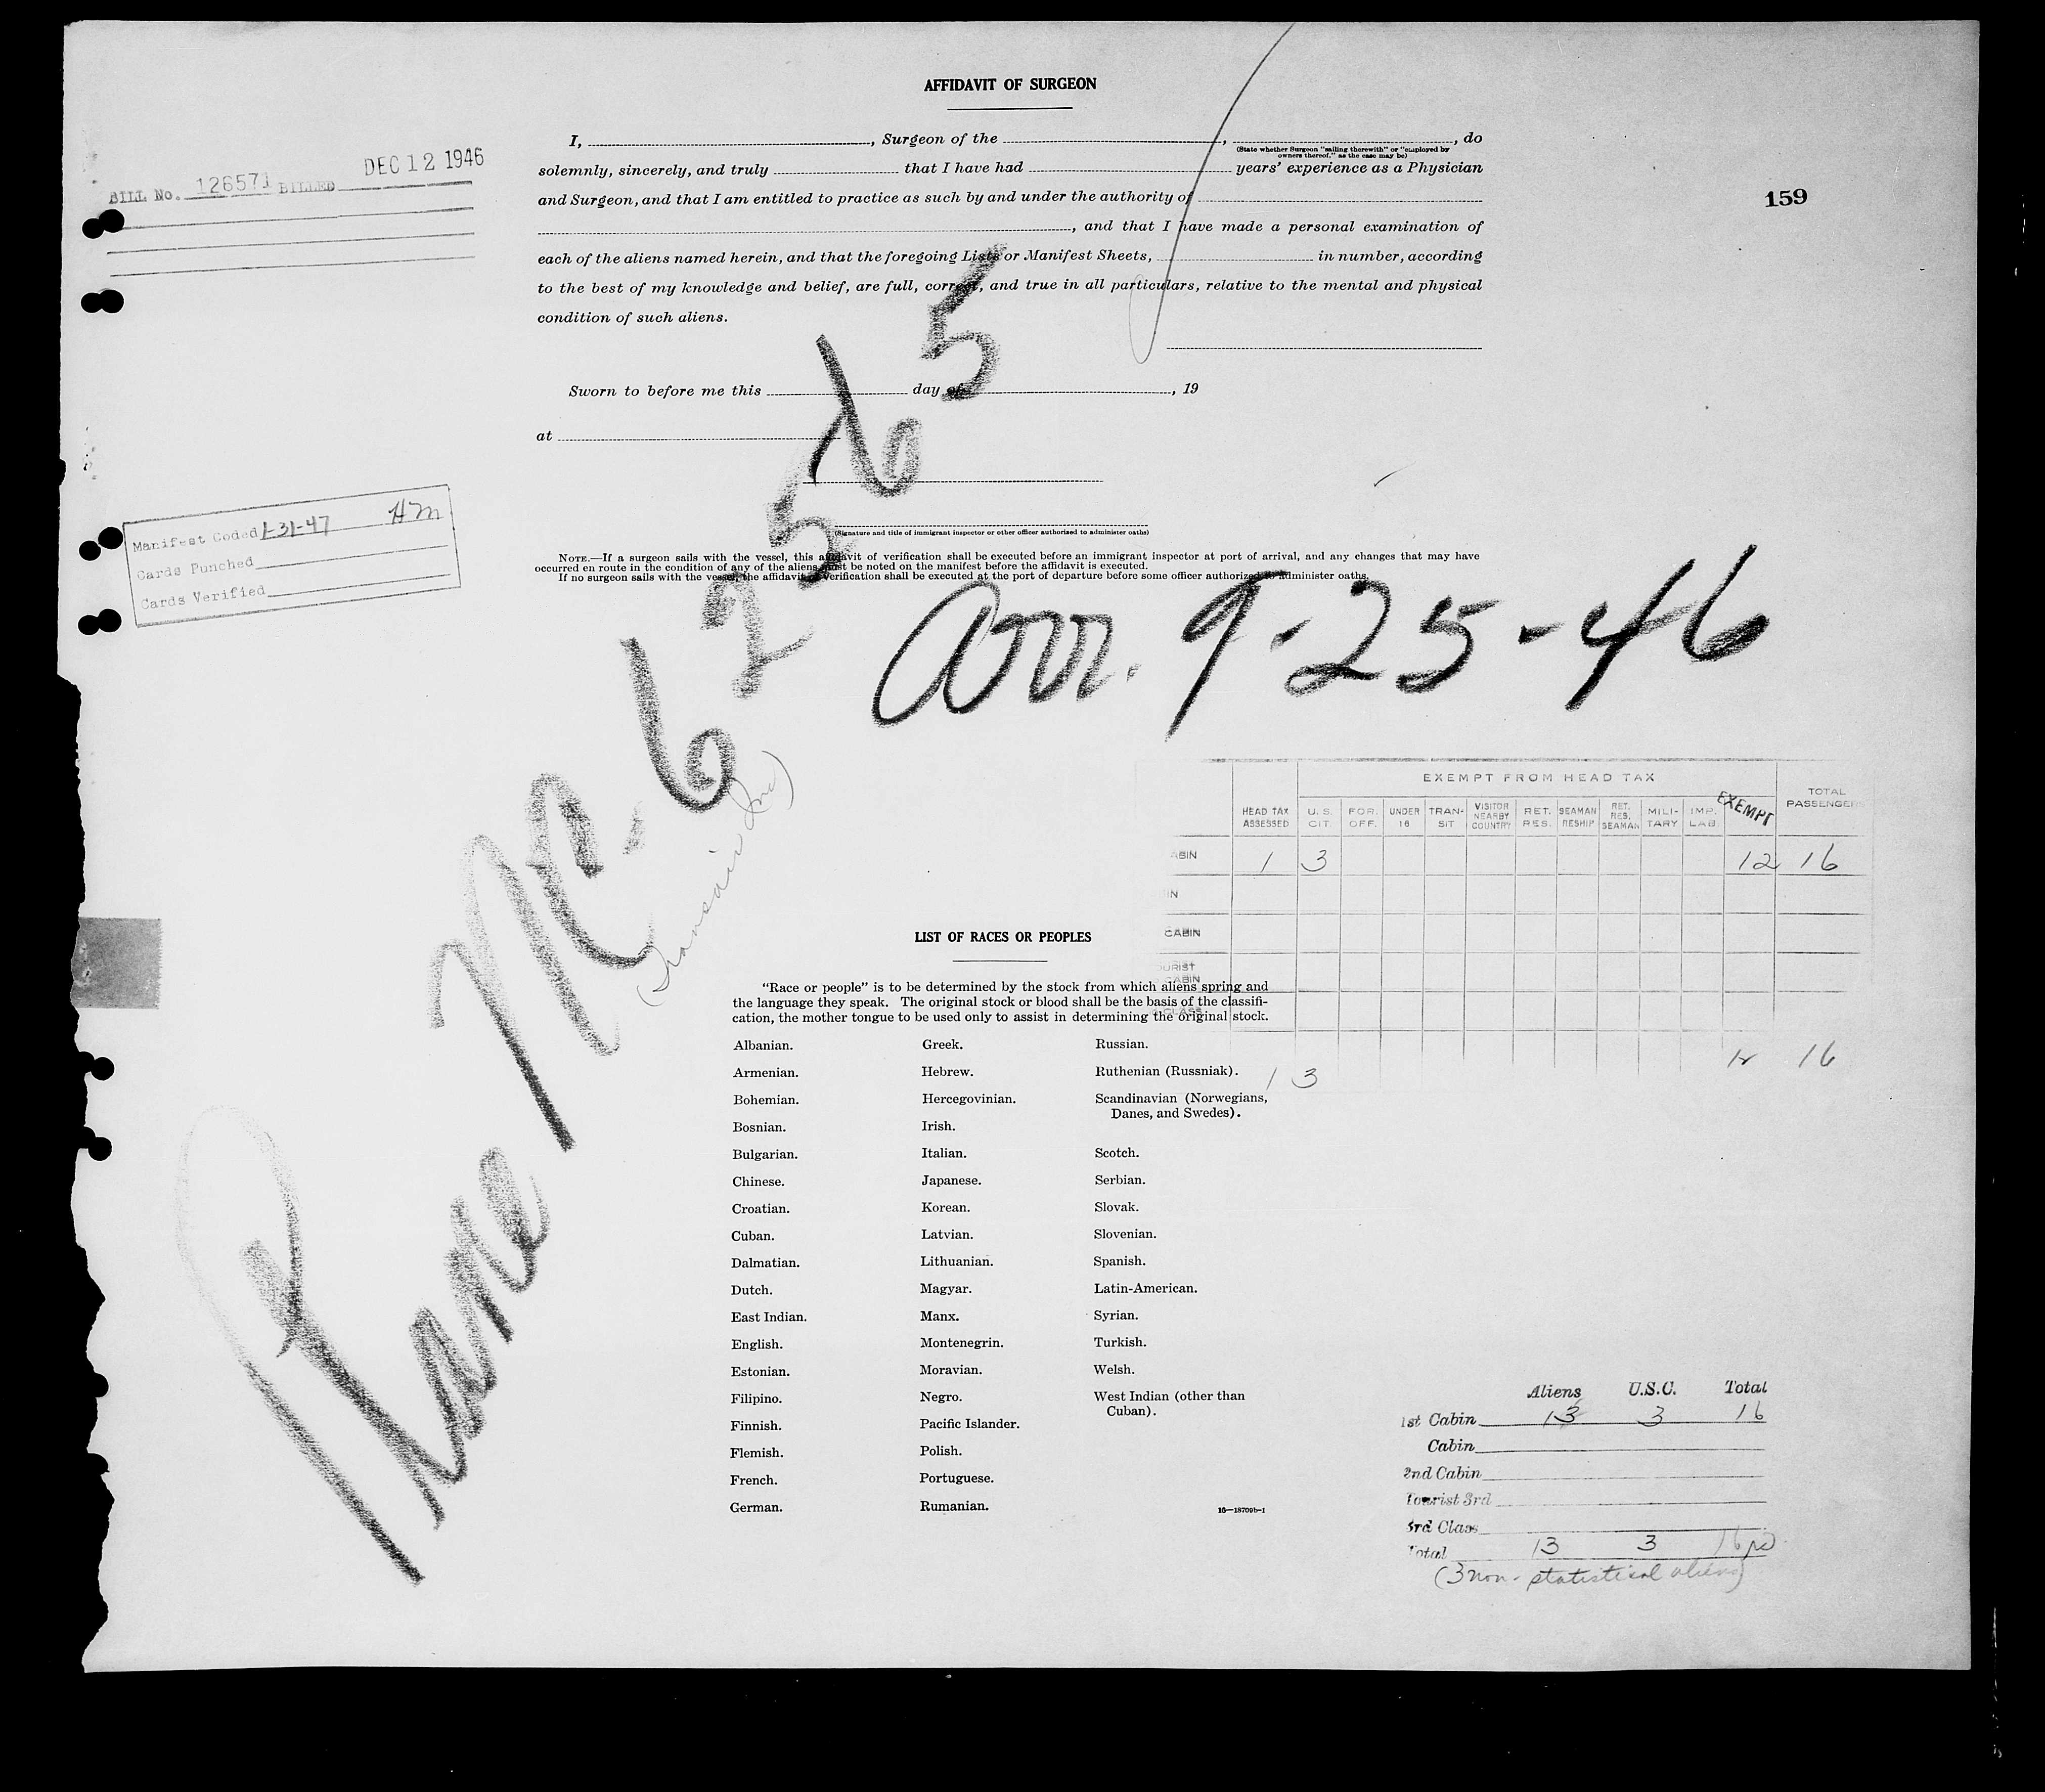 AFFIDAVIT OF SURGEON
I, , Surgeon of the , , do
(State whether Surgeon "sailing therewith" or "employed by
owners thereof," as the case may be)
solemnly, sincerely, and truly that I have had years' experience as a Physician
and Surgeon, and that I am entitled to practice as such by and under the authority of
, and that I have made a personal examination of
each of the aliens named herein, and that the foregoing Lists or Manifest Sheets, in number, according
to the best of my knowledge and belief, are full, correct, and true in all particulars, relative to the mental and physical
condition of such aliens.
Sworn to before me this day of , 19
at
(Signature and title of immigrant inspector or other officer authorized to administer oaths)
NOTE.—If a surgeon sails with the vessel, this affidavit of verification shall be executed before an immigrant inspector at port of arrival, and any changes that may have
occurred en route in the condition of any of the aliens must be noted on the manifest before the affidavit is executed.
If no surgeon sails with the vessel, the affidavit of verification shall be executed at the port of departure before some officer authorized to administer oaths.
BILL No. 126571 BILLED DEC 12 1946
159
Manifest Coded 1-31-47 HM
Cards Punched
Cards Verified
Plane NC. 62565
(Transair Inc)
Arr. 9-25-46
EXEMPT FROM HEAD TAX
HEAD TAX ASSESSED U. S. CIT. FOR. OFF. UNDER 16 TRAN- SIT VISITOR NEARBY COUNTRY RET. RES. SEAMAN RESHIP RET. RES. SEAMAN MILI- TARY IMP. LAB. EXEMPT TOTAL PASSENGER
ABIN 1 3 12 16
IN
CABIN
OURIST CABIN
CLASS
1 3 12 16
LIST OF RACES OR PEOPLES
"Race or people" is to be determined by the stock from which aliens spring and
the language they speak. The original stock or blood shall be the basis of the classifi-
cation, the mother tongue to be used only to assist in determining the original stock.
Albanian. Greek. Russian.
Armenian. Hebrew. Ruthenian (Russniak).
Bohemian. Hercegovinian. Scandinavian (Norwegians,
Danes, and Swedes).
Bosnian. Irish.
Bulgarian. Italian. Scotch.
Chinese. Japanese. Serbian.
Croatian. Korean. Slovak.
Cuban. Latvian. Slovenian.
Dalmatian. Lithuanian. Spanish.
Dutch. Magyar. Latin-American.
East Indian. Manx. Syrian.
English. Montenegrin. Turkish.
Estonian. Moravian. Welsh.
Filipino. Negro. West Indian (other than
Cuban).
Finnish. Pacific Islander.
Flemish. Polish.
French. Portuguese.
German. Rumanian.
16—18709b-1
Aliens U.S.C. Total
1st Cabin 13 3 16
Cabin
2nd Cabin
Tourist 3rd
3rd Class
Total 13 3 16
(3 non-statistical aliens)